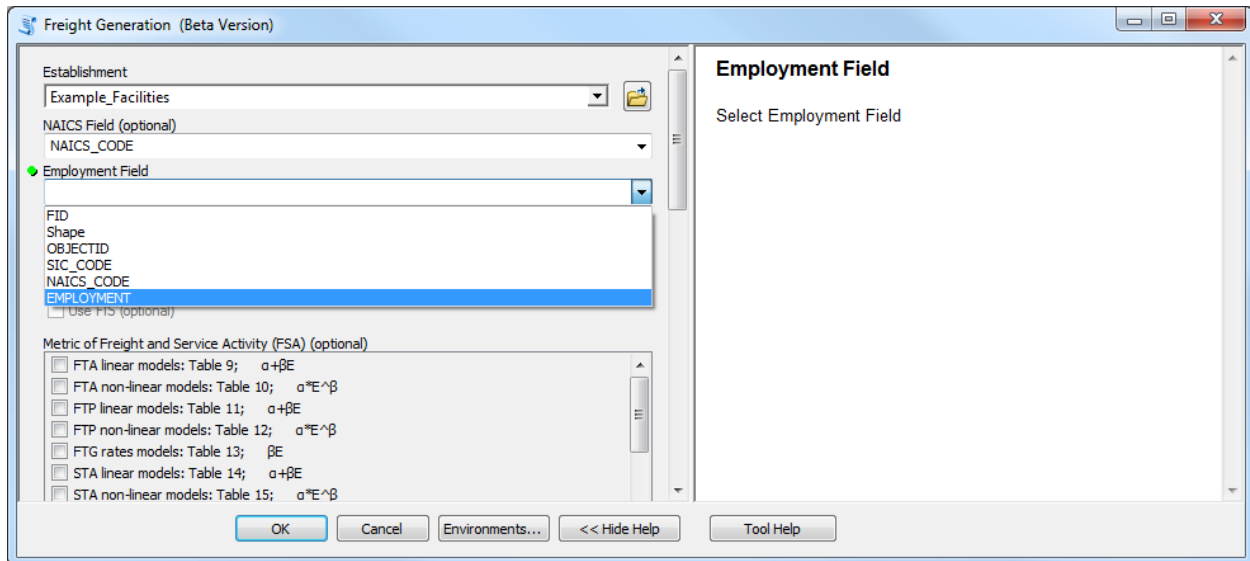 Freight Generation (Beta Version)
Establishment
Example_Facilities
NAICS Field (optional)
NAICS_CODE
Employment Field
FID
Shape
OBJECTID
SIC_CODE
NAICS_CODE
EMPLOYMENT
Use FIS (optional)
Metric of Freight and Service Activity (FSA) (optional)
FTA linear models: Table 9; α+βE
FTA non-linear models: Table 10; α*E^β
FTP linear models: Table 11; α+βE
FTP non-linear models: Table 12; α*E^β
FTG rates models: Table 13; βE
STA linear models: Table 14; α+βE
STA non-linear models: Table 15; α*E^β
Employment Field
Select Employment Field
OK Cancel Environments... << Hide Help Tool Help